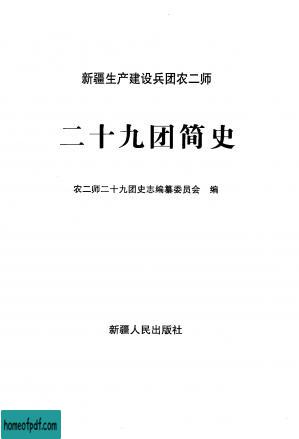 新疆生产建设兵团农二师
二十九团简史
农二师二十九团史志编纂委员会 编
新疆人民出版社
homeofpdf.com